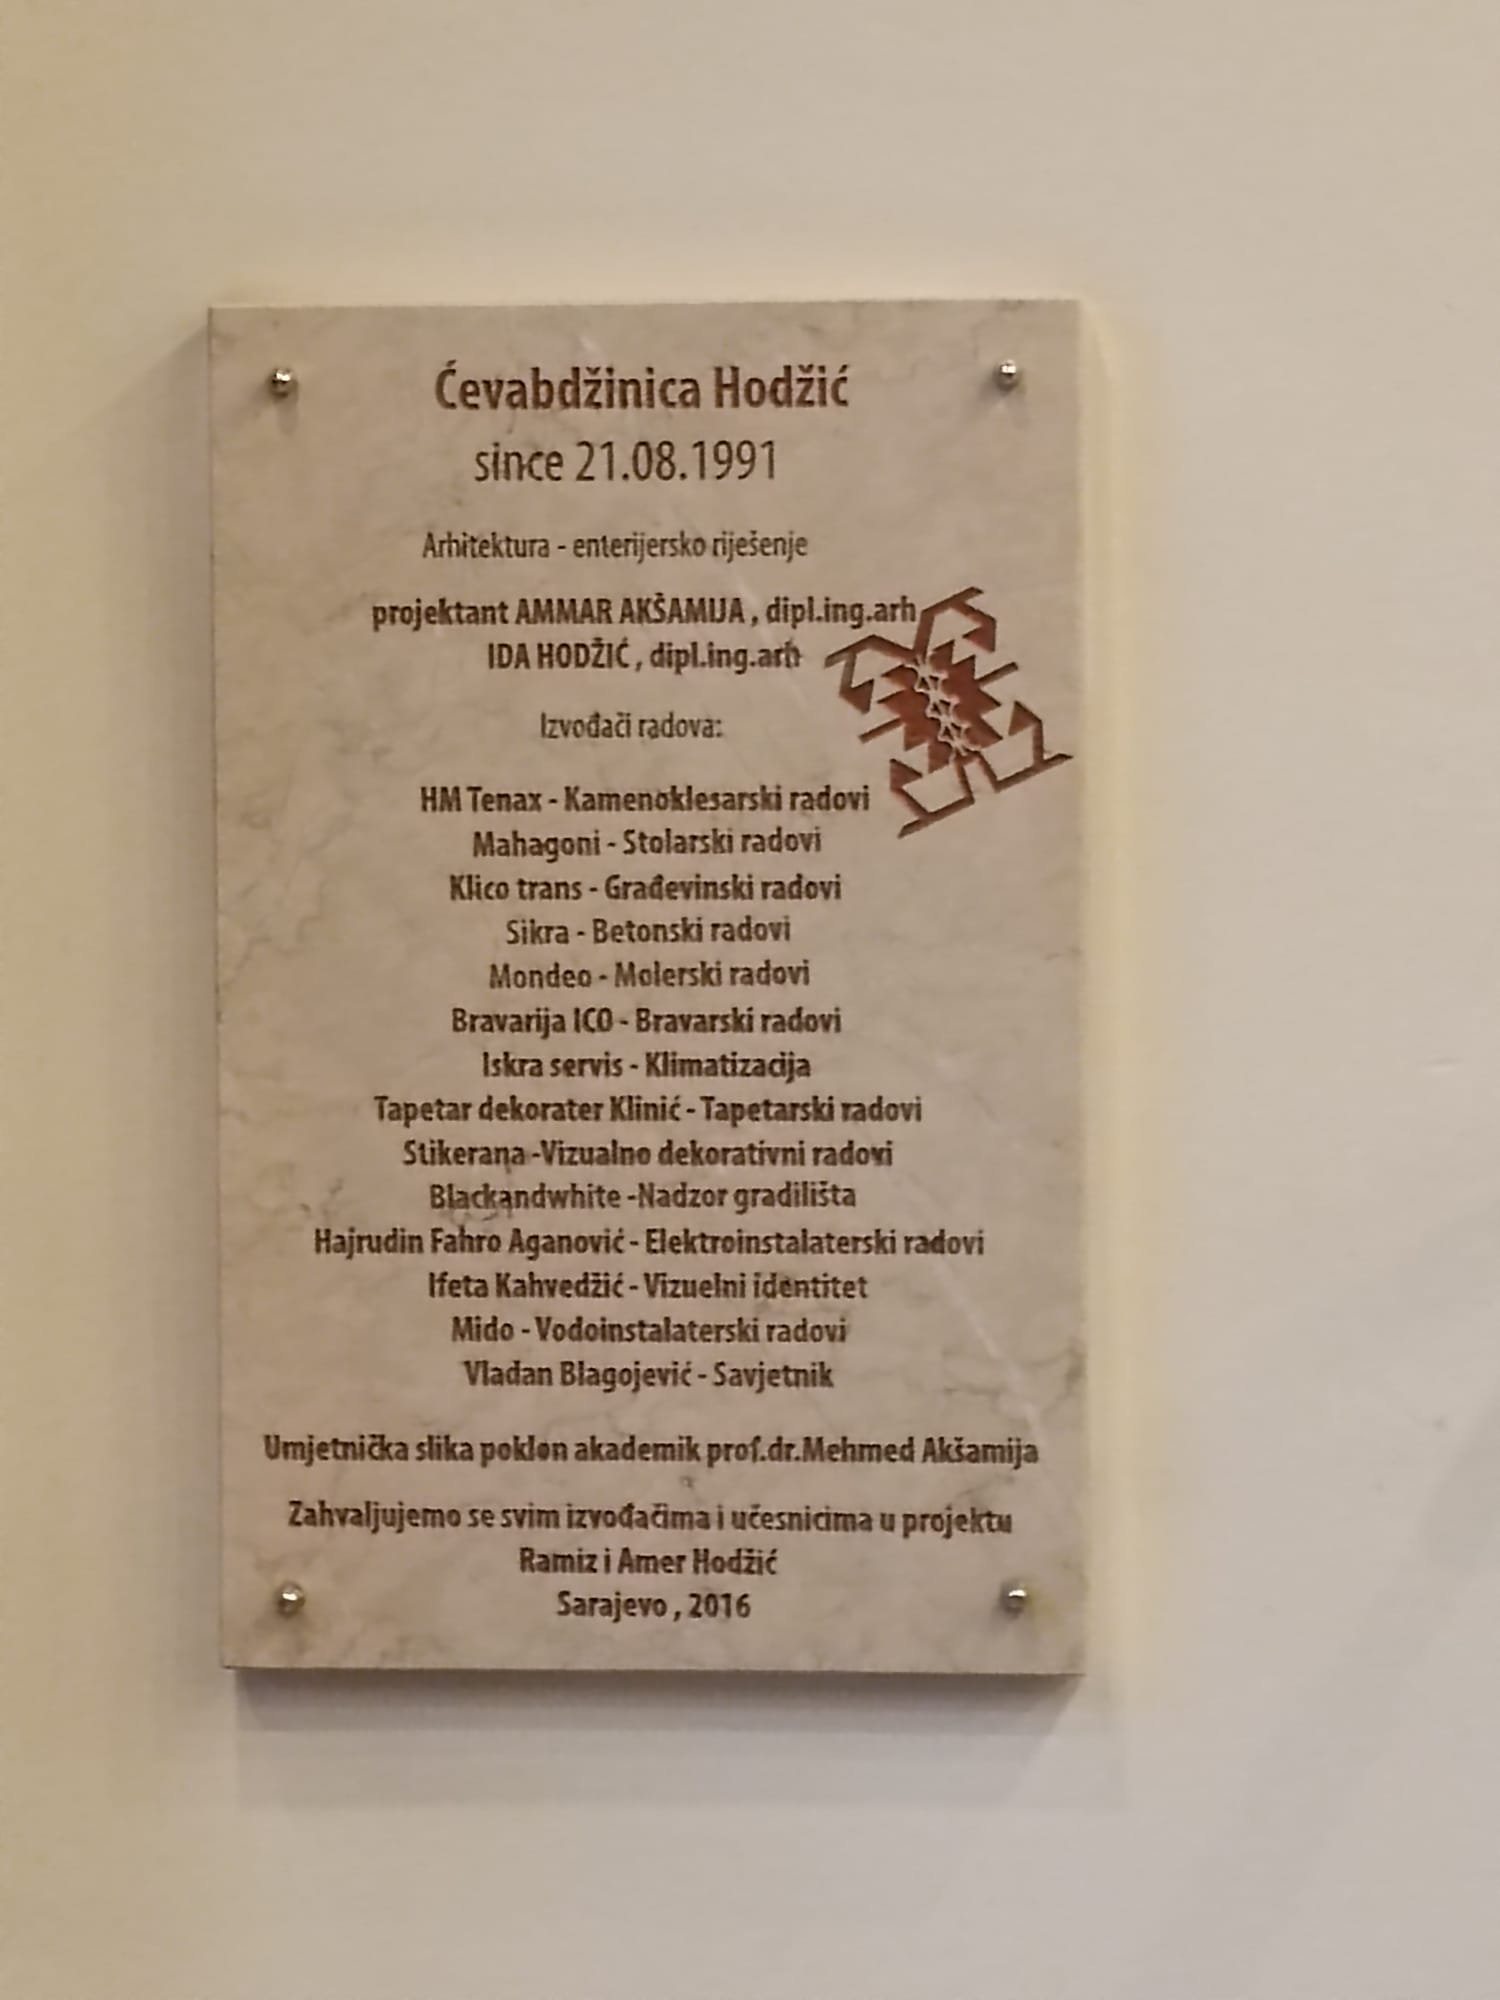 Ćevabdžinica Hodžić
since 21.08.1991
Arhitektura - enterijersko riješenje
projektant AMMAR AKŠAMIJA , dipl.ing.arh
IDA HODŽIĆ , dipl.ing.arh
Izvođači radova:
HM Tenax - Kamenoklesarski radovi
Mahagoni - Stolarski radovi
Klico trans - Građevinski radovi
Sikra - Betonski radovi
Mondeo - Molerski radovi
Bravarija ICO - Bravarski radovi
Iskra servis - Klimatizacija
Tapetar dekorater Klinić - Tapetarski radovi
Stikerana -Vizualno dekorativni radovi
Blackandwhite -Nadzor gradilišta
Hajrudin Fahro Aganović - Elektroinstalaterski radovi
Ifeta Kahvedžić - Vizuelni identitet
Mido - Vodoinstalaterski radovi
Vladan Blagojević - Savjetnik
Umjetnička slika poklon akademik prof.dr.Mehmed Akšamija
Zahvaljujemo se svim izvođačima i učesnicima u projektu
Ramiz i Amer Hodžić
Sarajevo , 2016